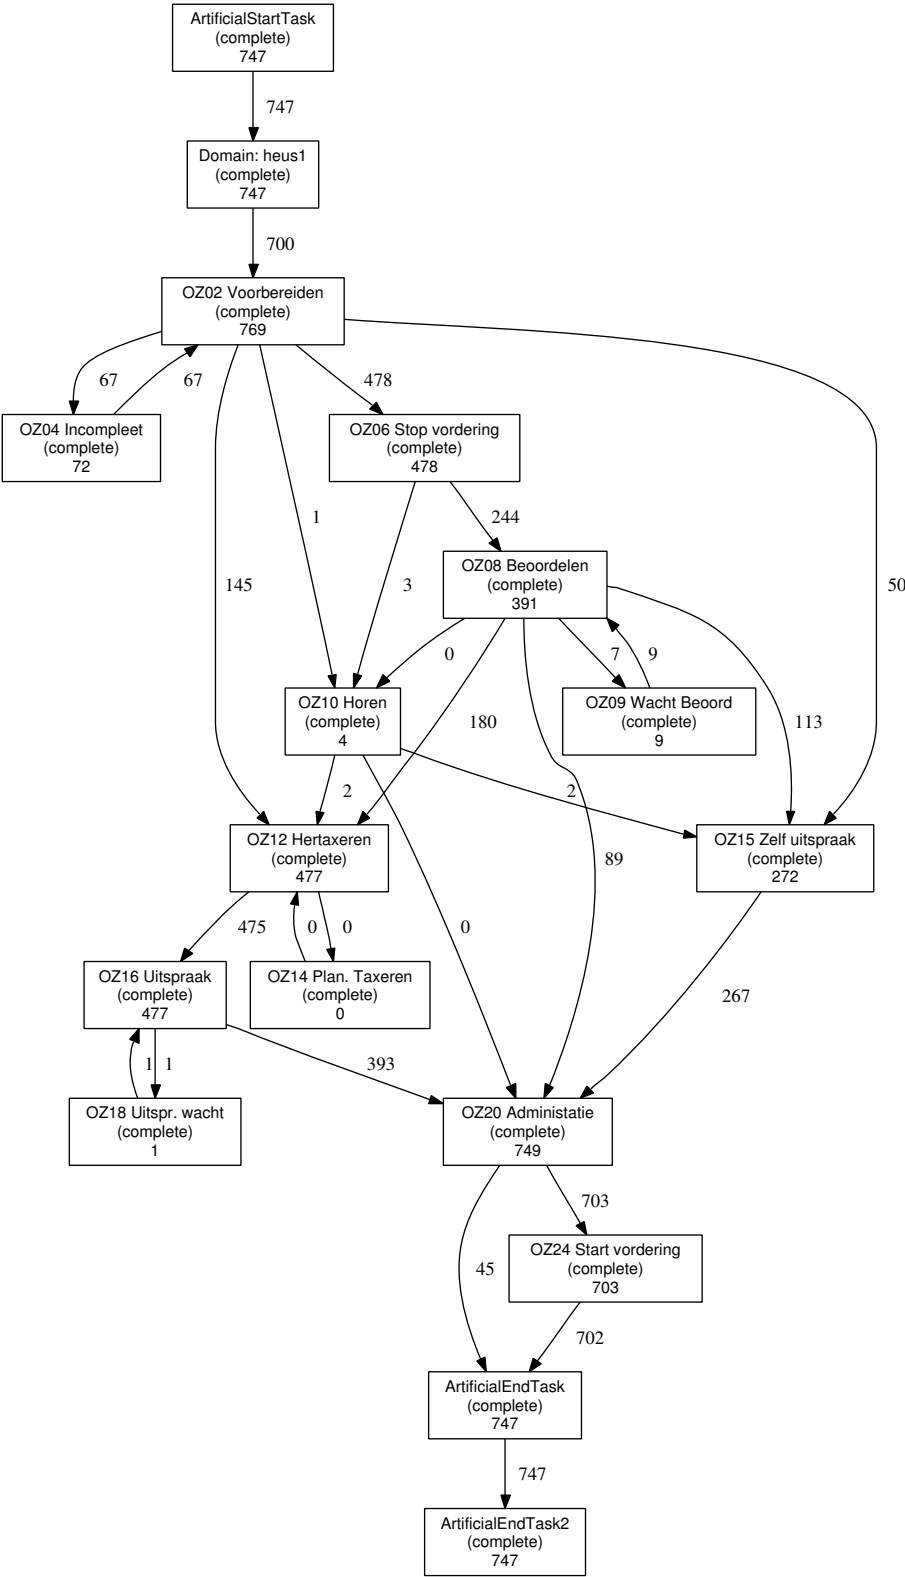 ArtificialStartTask
(complete)
747
747
Domain: heus1
(complete)
747
700
OZ02 Voorbereiden
(complete)
769
67
67
478
OZ04 Incompleet
(complete)
72
OZ06 Stop vordering
(complete)
478
1
244
145
3
50
OZ08 Beoordelen
(complete)
391
0
7
9
180
113
OZ10 Horen
(complete)
4
OZ09 Wacht Beoord
(complete)
9
2
2
89
OZ12 Hertaxeren
(complete)
477
OZ15 Zelf uitspraak
(complete)
272
475
0
0
0
267
OZ16 Uitspraak
(complete)
477
OZ14 Plan. Taxeren
(complete)
0
1
1
393
OZ18 Uitspr. wacht
(complete)
1
OZ20 Administatie
(complete)
749
703
45
OZ24 Start vordering
(complete)
703
702
ArtificialEndTask
(complete)
747
747
ArtificialEndTask2
(complete)
747